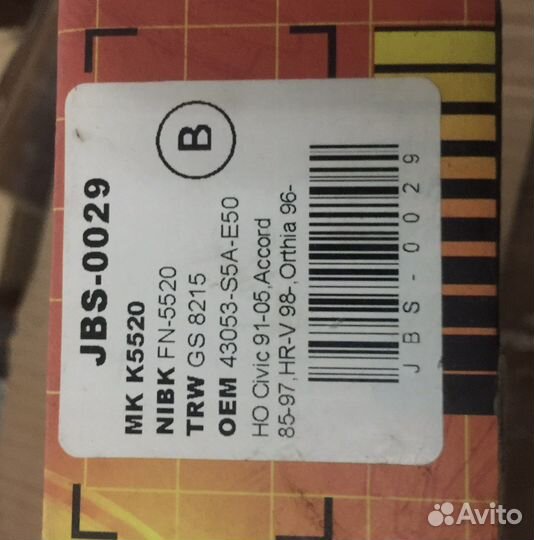 JBS-0029
B
MK K5520
NIBK FN-5520
TRW GS 8215
OEM 43053-S5A-E50
HO Civic 91-05,Accord
85-97,HR-V 98-,Orthia 96-
JBS-0029
Avito